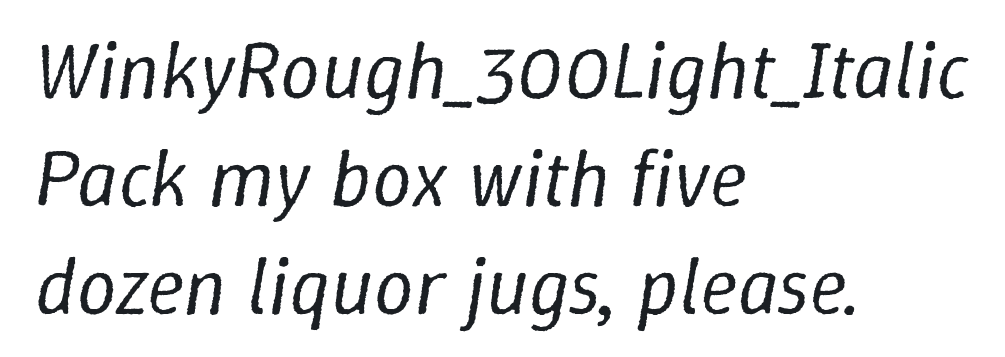 WinkyRough_300Light_Italic
Pack my box with five
dozen liquor jugs, please.